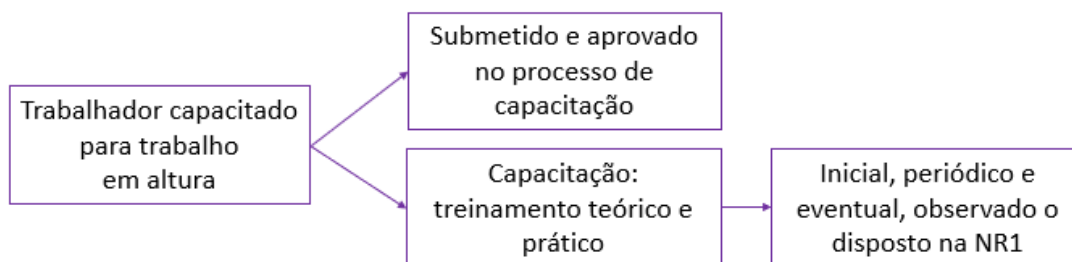 Trabalhador capacitado
para trabalho
em altura
Submetido e aprovado
no processo de
capacitação
Capacitação:
treinamento teórico e
prático
Inicial, periódico e
eventual, observado o
disposto na NR1